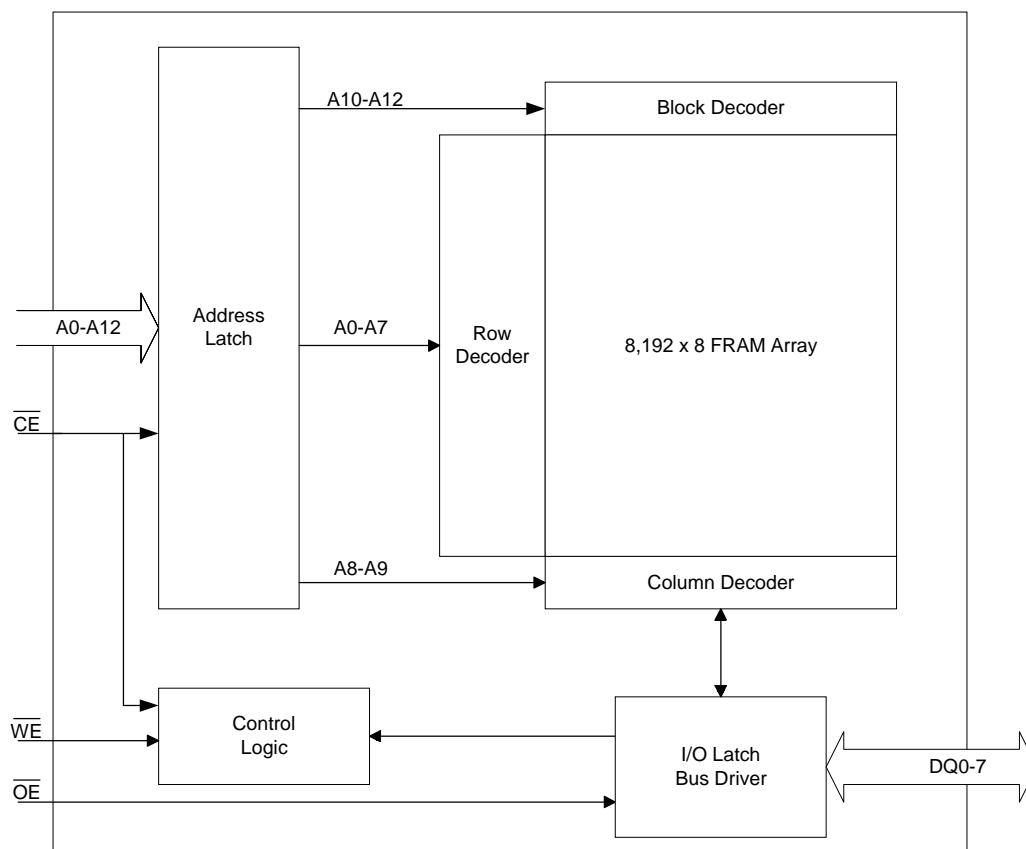 A10-A12
Block Decoder
A0-A12
Address
Latch
A0-A7
Row
Decoder
8,192 x 8 FRAM Array
CE
A8-A9
Column Decoder
WE
Control
Logic
I/O Latch
Bus Driver
DQ0-7
OE